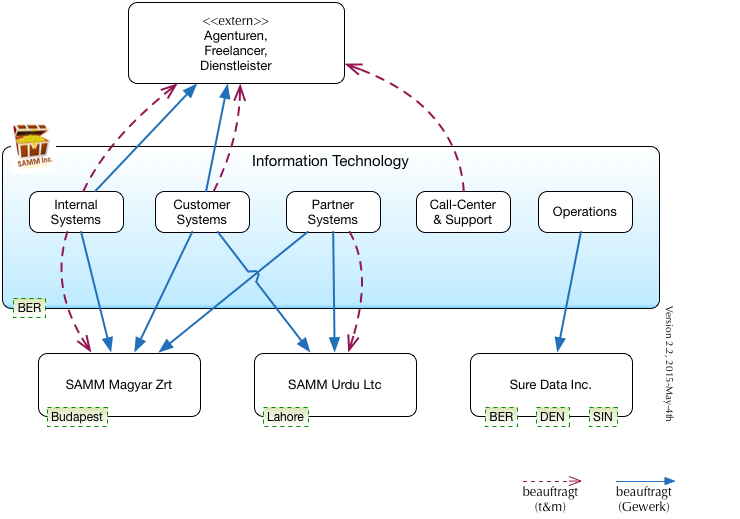 <<extern>>
Agenturen,
Freelancer,
Dienstleister
SAMM Inc.
Information Technology
Internal
Systems
Customer
Systems
Partner
Systems
Call-Center
& Support
Operations
BER
SAMM Magyar Zrt
Budapest
SAMM Urdu Ltc
Lahore
Sure Data Inc.
BER
DEN
SIN
Version 2.2, 2015-May-4th
beauftragt
(t&m)
beauftragt
(Gewerk)